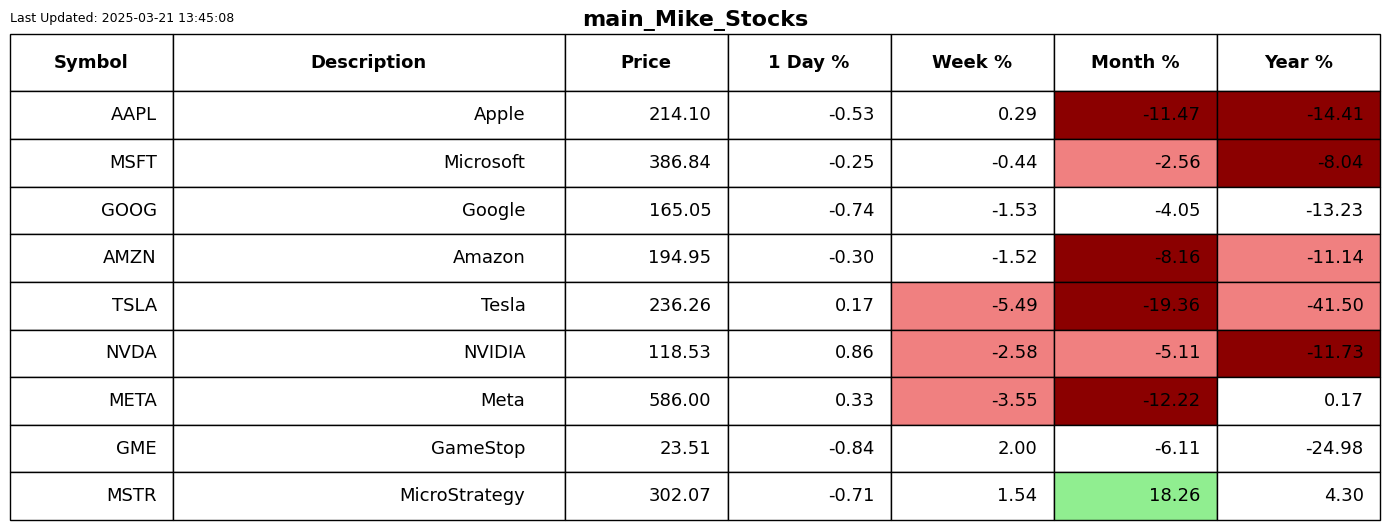 Last Updated: 2025-03-21 13:45:08
main_Mike_Stocks
Symbol Description Price 1 Day % Week % Month % Year %
AAPL Apple 214.10 -0.53 0.29 -11.47 -14.41
MSFT Microsoft 386.84 -0.25 -0.44 -2.56 -8.04
GOOG Google 165.05 -0.74 -1.53 -4.05 -13.23
AMZN Amazon 194.95 -0.30 -1.52 -8.16 -11.14
TSLA Tesla 236.26 0.17 -5.49 -19.36 -41.50
NVDA NVIDIA 118.53 0.86 -2.58 -5.11 -11.73
META Meta 586.00 0.33 -3.55 -12.22 0.17
GME GameStop 23.51 -0.84 2.00 -6.11 -24.98
MSTR MicroStrategy 302.07 -0.71 1.54 18.26 4.30